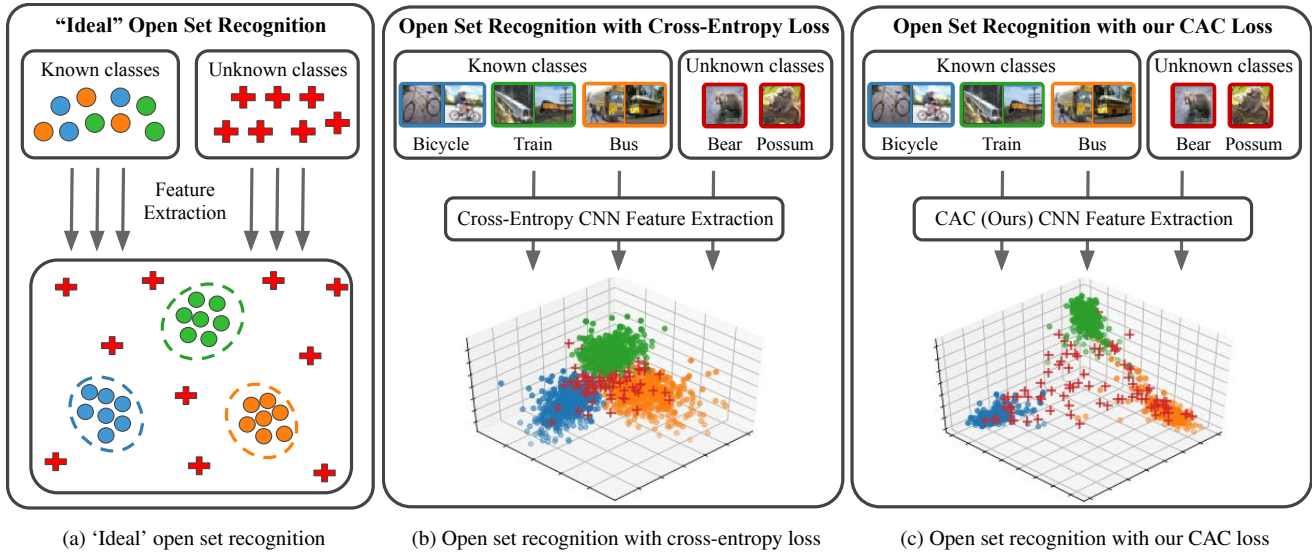 “Ideal” Open Set Recognition
Known classes
Unknown classes
Feature
Extraction
(a) ‘Ideal’ open set recognition
Open Set Recognition with Cross-Entropy Loss
Known classes
Unknown classes
Bicycle
Train
Bus
Bear
Possum
Cross-Entropy CNN Feature Extraction
(b) Open set recognition with cross-entropy loss
Open Set Recognition with our CAC Loss
Known classes
Unknown classes
Bicycle
Train
Bus
Bear
Possum
CAC (Ours) CNN Feature Extraction
(c) Open set recognition with our CAC loss